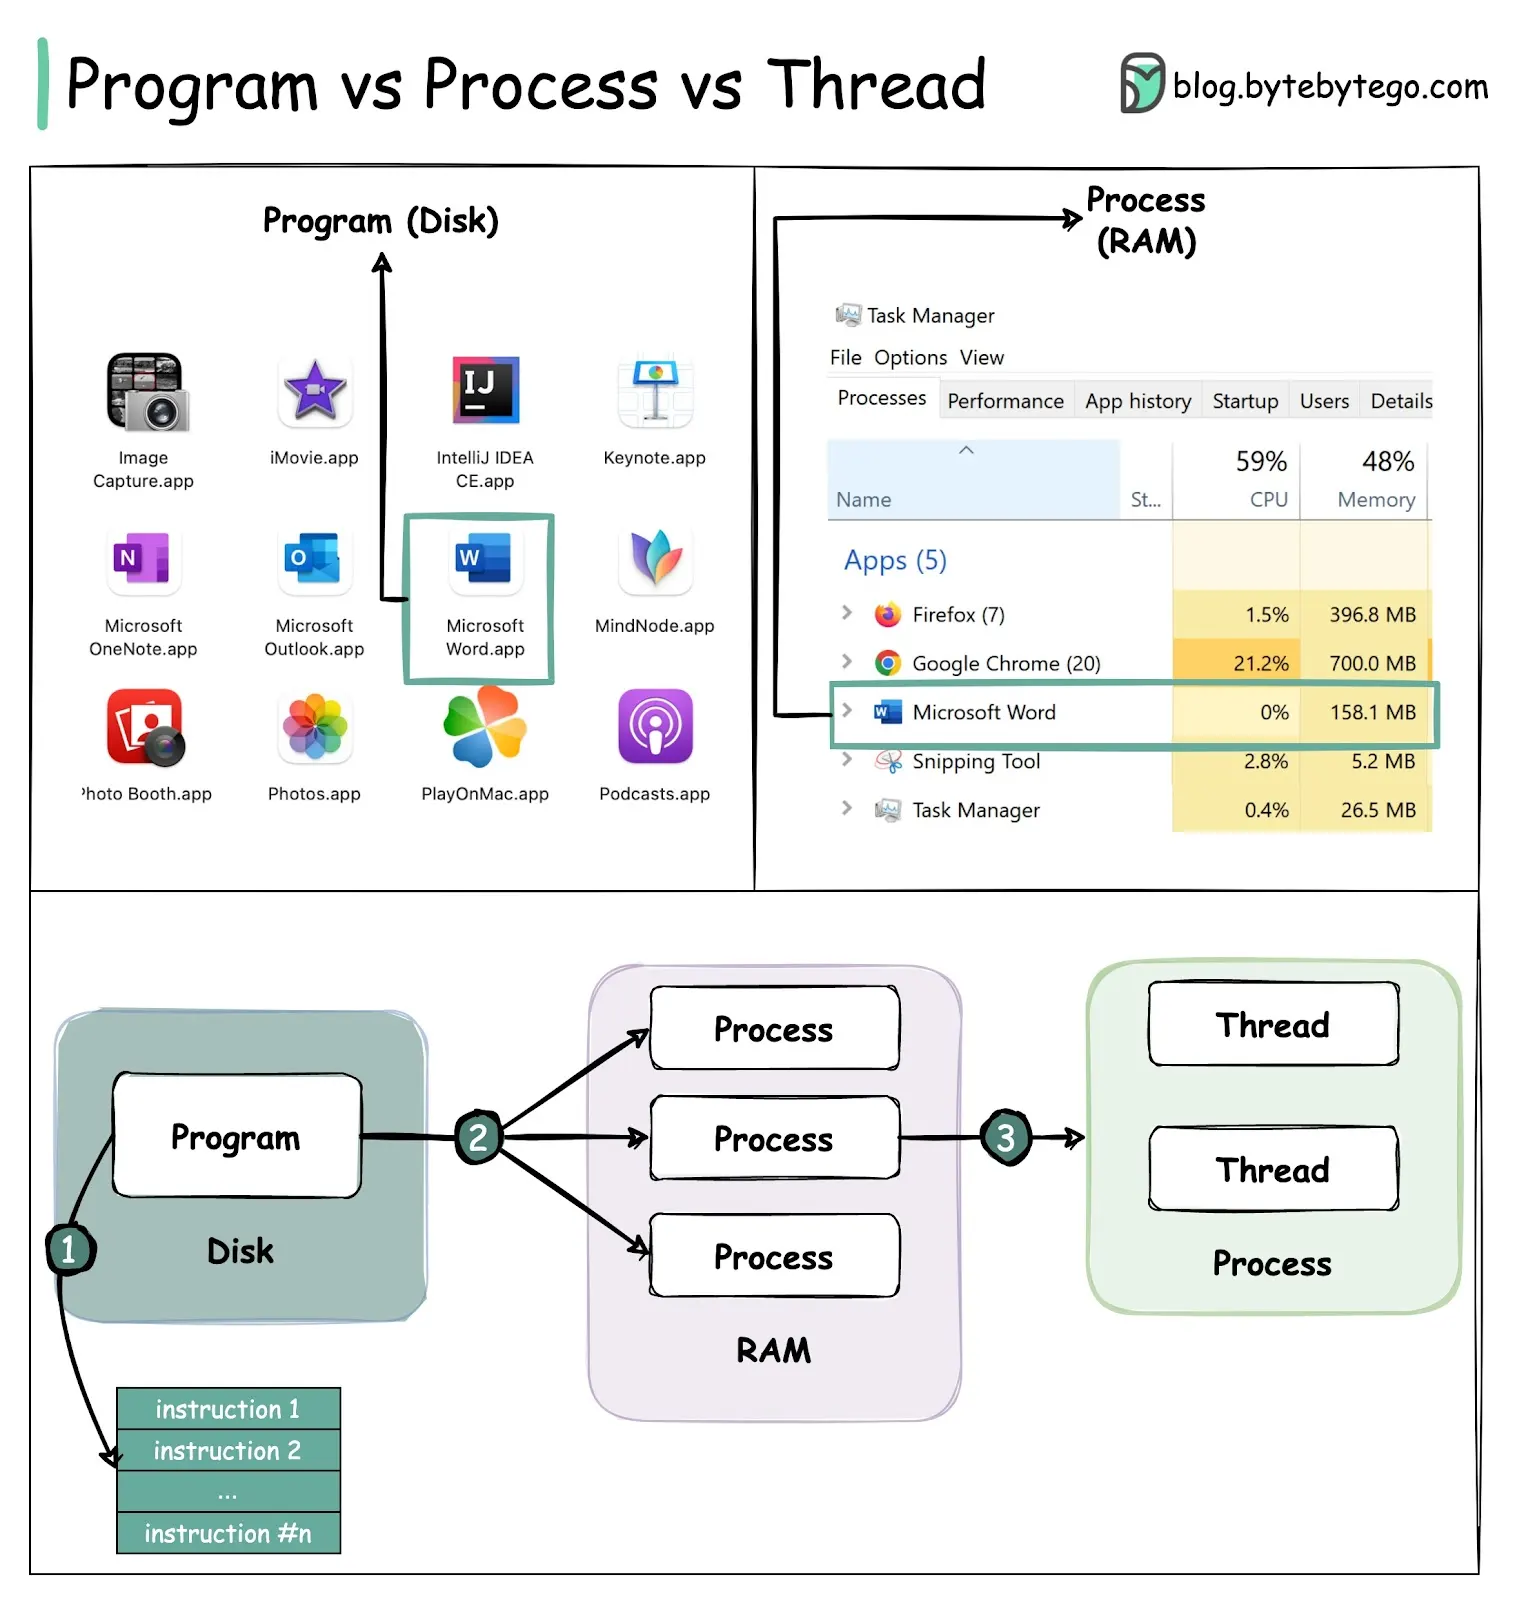 Program vs Process vs Thread
blog.bytebytego.com
Program (Disk)
Image
Capture.app
iMovie.app
IJ
IntelliJ IDEA
CE.app
Keynote.app
N
Microsoft
OneNote.app
O
Microsoft
Outlook.app
W
Microsoft
Word.app
MindNode.app
Photo Booth.app
Photos.app
PlayOnMac.app
Podcasts.app
Process
(RAM)
Task Manager
File Options View
Processes Performance App history Startup Users Details
59% 48%
Name St... CPU Memory
Apps (5)
Firefox (7) 1.5% 396.8 MB
Google Chrome (20) 21.2% 700.0 MB
W Microsoft Word 0% 158.1 MB
Snipping Tool 2.8% 5.2 MB
Task Manager 0.4% 26.5 MB
Program
Disk
1
instruction 1
instruction 2
...
instruction #n
2
Process
Process
Process
RAM
3
Thread
Thread
Process